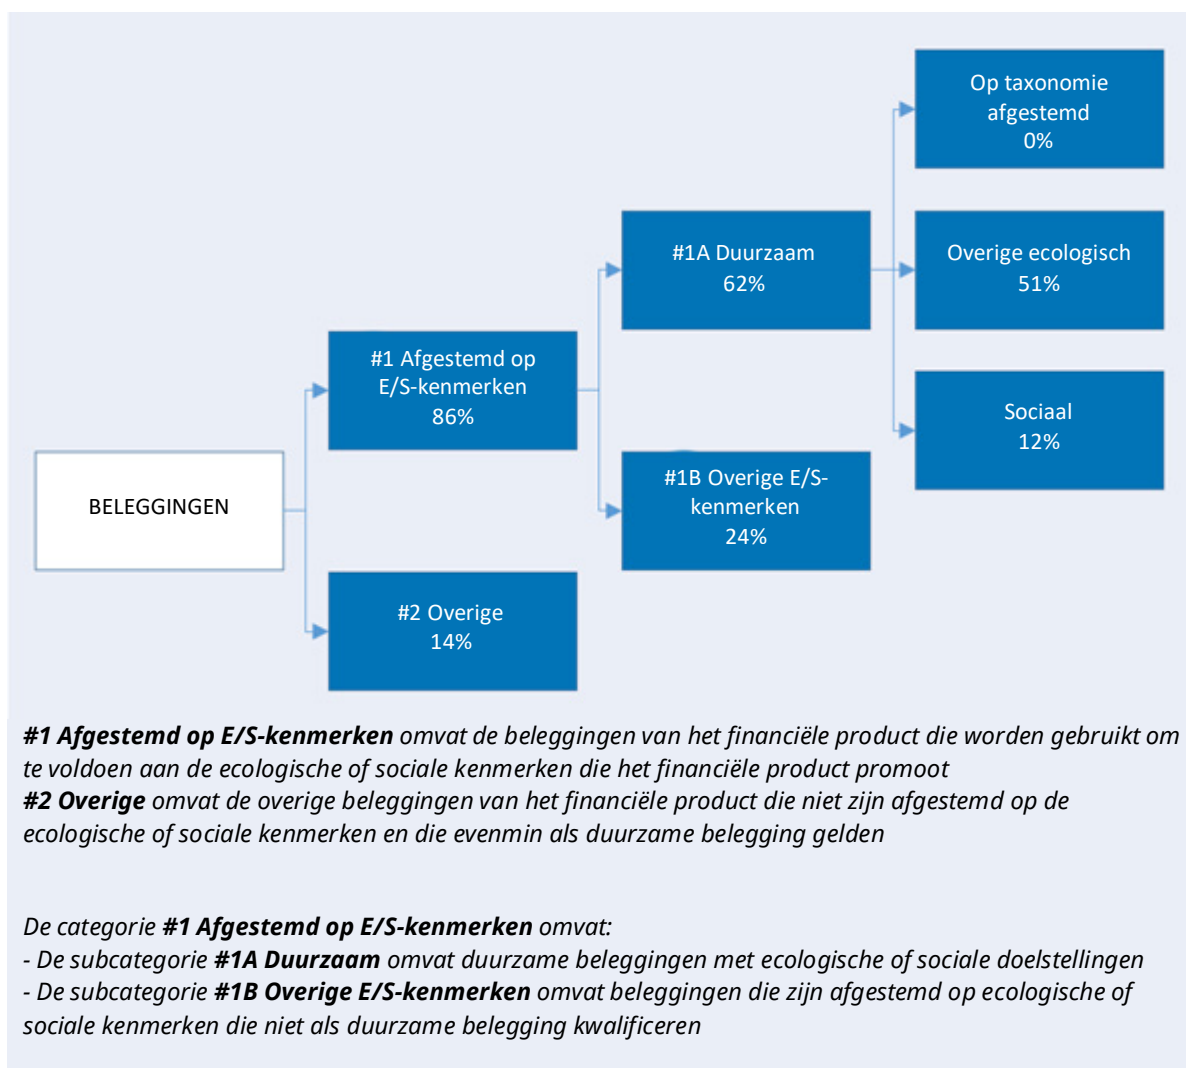 Op taxonomie
afgestemd
0%
#1A Duurzaam
62%
Overige ecologisch
51%
#1 Afgestemd op
E/S-kenmerken
86%
Sociaal
12%
BELEGGINGEN
#1B Overige E/S-
kenmerken
24%
#2 Overige
14%
#1 Afgestemd op E/S-kenmerken omvat de beleggingen van het financiële product die worden gebruikt om
te voldoen aan de ecologische of sociale kenmerken die het financiële product promoot
#2 Overige omvat de overige beleggingen van het financiële product die niet zijn afgestemd op de
ecologische of sociale kenmerken en die evenmin als duurzame belegging gelden
De categorie #1 Afgestemd op E/S-kenmerken omvat:
- De subcategorie #1A Duurzaam omvat duurzame beleggingen met ecologische of sociale doelstellingen
- De subcategorie #1B Overige E/S-kenmerken omvat beleggingen die zijn afgestemd op ecologische of
sociale kenmerken die niet als duurzame belegging kwalificeren